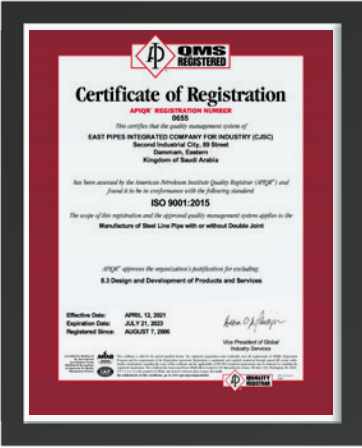 QMS
REGISTERED
Certificate of Registration
APIQR® REGISTRATION NUMBER
0655
This certifies that the quality management system of
EAST PIPES INTEGRATED COMPANY FOR INDUSTRY (CJSC)
Second Industrial City, 89 Street
Dammam, Eastern
Kingdom of Saudi Arabia
has been assessed by the American Petroleum Institute Quality Registrar (APIQR®) and
found it to be in conformance with the following standard
ISO 9001:2015
The scope of this registration and the approved quality management system applies to the
Manufacture of Steel Line Pipe with or without Double Joint
APIQR® approves the organization's justification for excluding
8.3 Design and Development of Products and Services
Effective Date: APRIL 12, 2021
Expiration Date: JULY 21, 2023
Registered Since: AUGUST 7, 2006
Vice President of Global
Industry Services
QUALITY
REGISTRAR